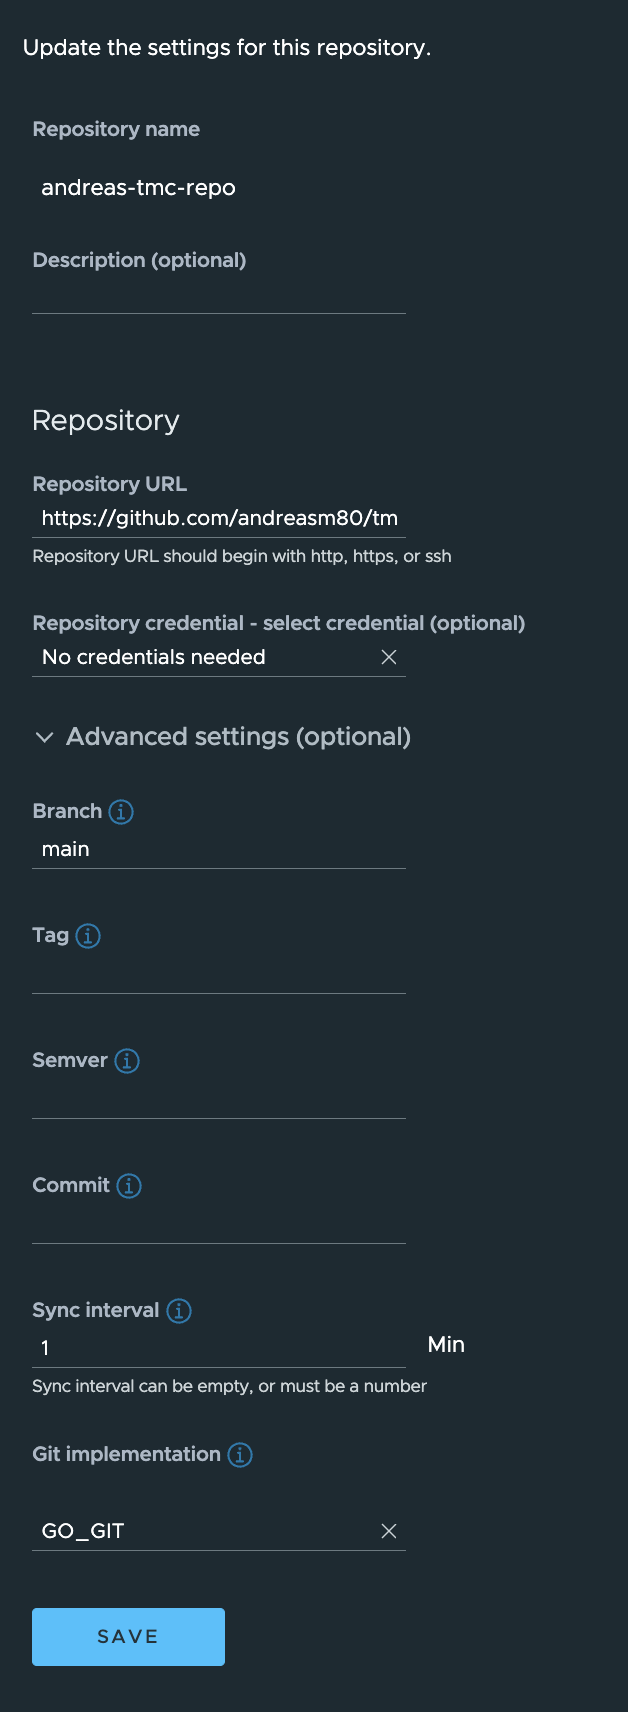 Update the settings for this repository.
Repository name
andreas-tmc-repo
Description (optional)
Repository
Repository URL
https://github.com/andreasm80/tm
Repository URL should begin with http, https, or ssh
Repository credential - select credential (optional)
No credentials needed
Advanced settings (optional)
Branch
main
Tag
Semver
Commit
Sync interval
1 Min
Sync interval can be empty, or must be a number
Git implementation
GO_GIT
SAVE